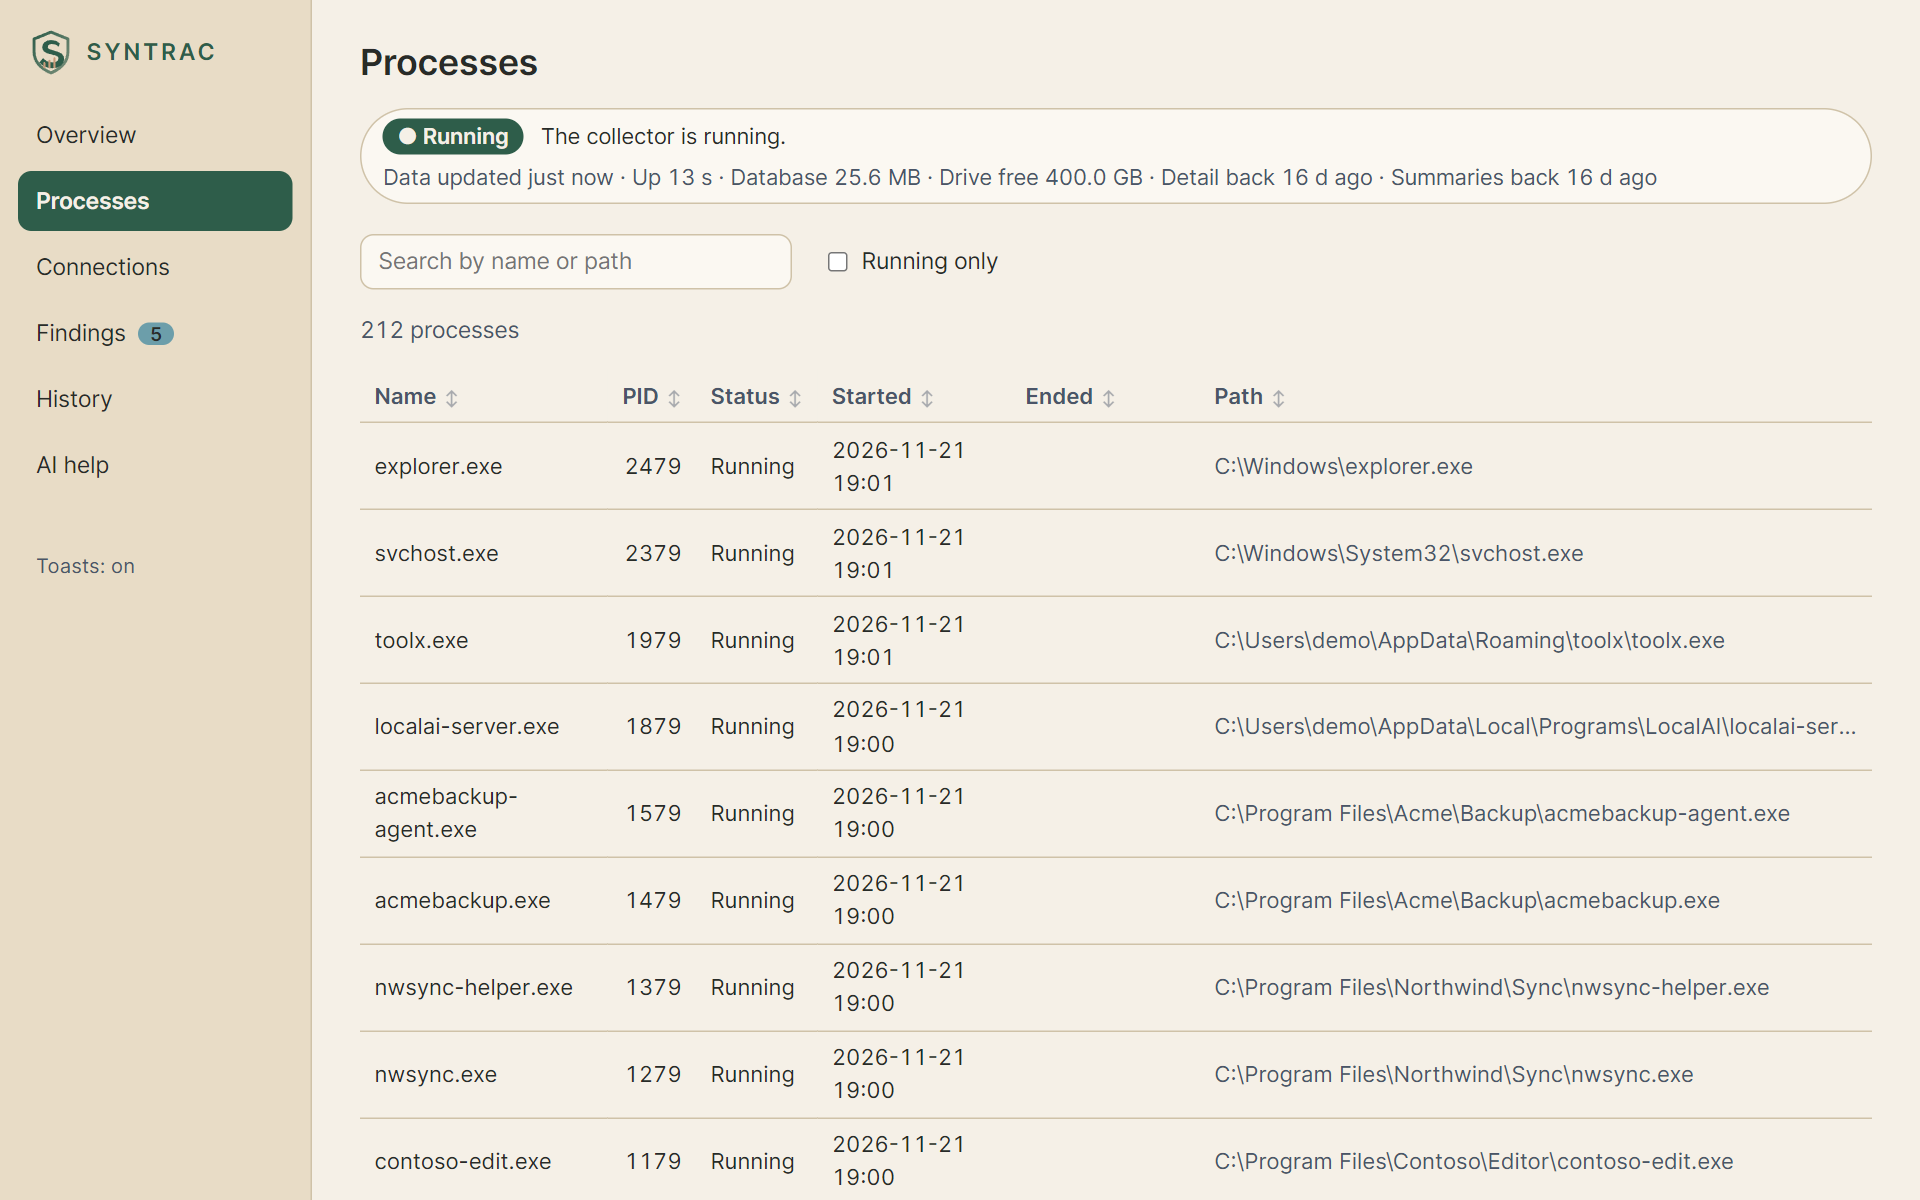 SYNTRAC
Overview
Processes
Connections
Findings 5
History
AI help
Toasts: on
Processes
Running The collector is running.
Data updated just now · Up 13 s · Database 25.6 MB · Drive free 400.0 GB · Detail back 16 d ago · Summaries back 16 d ago
Search by name or path
Running only
212 processes
Name PID Status Started Ended Path
explorer.exe 2479 Running 2026-11-21 19:01 C:\Windows\explorer.exe
svchost.exe 2379 Running 2026-11-21 19:01 C:\Windows\System32\svchost.exe
toolx.exe 1979 Running 2026-11-21 19:01 C:\Users\demo\AppData\Roaming\toolx\toolx.exe
localai-server.exe 1879 Running 2026-11-21 19:00 C:\Users\demo\AppData\Local\Programs\LocalAI\localai-ser...
acmebackup-agent.exe 1579 Running 2026-11-21 19:00 C:\Program Files\Acme\Backup\acmebackup-agent.exe
acmebackup.exe 1479 Running 2026-11-21 19:00 C:\Program Files\Acme\Backup\acmebackup.exe
nwsync-helper.exe 1379 Running 2026-11-21 19:00 C:\Program Files\Northwind\Sync\nwsync-helper.exe
nwsync.exe 1279 Running 2026-11-21 19:00 C:\Program Files\Northwind\Sync\nwsync.exe
contoso-edit.exe 1179 Running 2026-11-21 19:00 C:\Program Files\Contoso\Editor\contoso-edit.exe